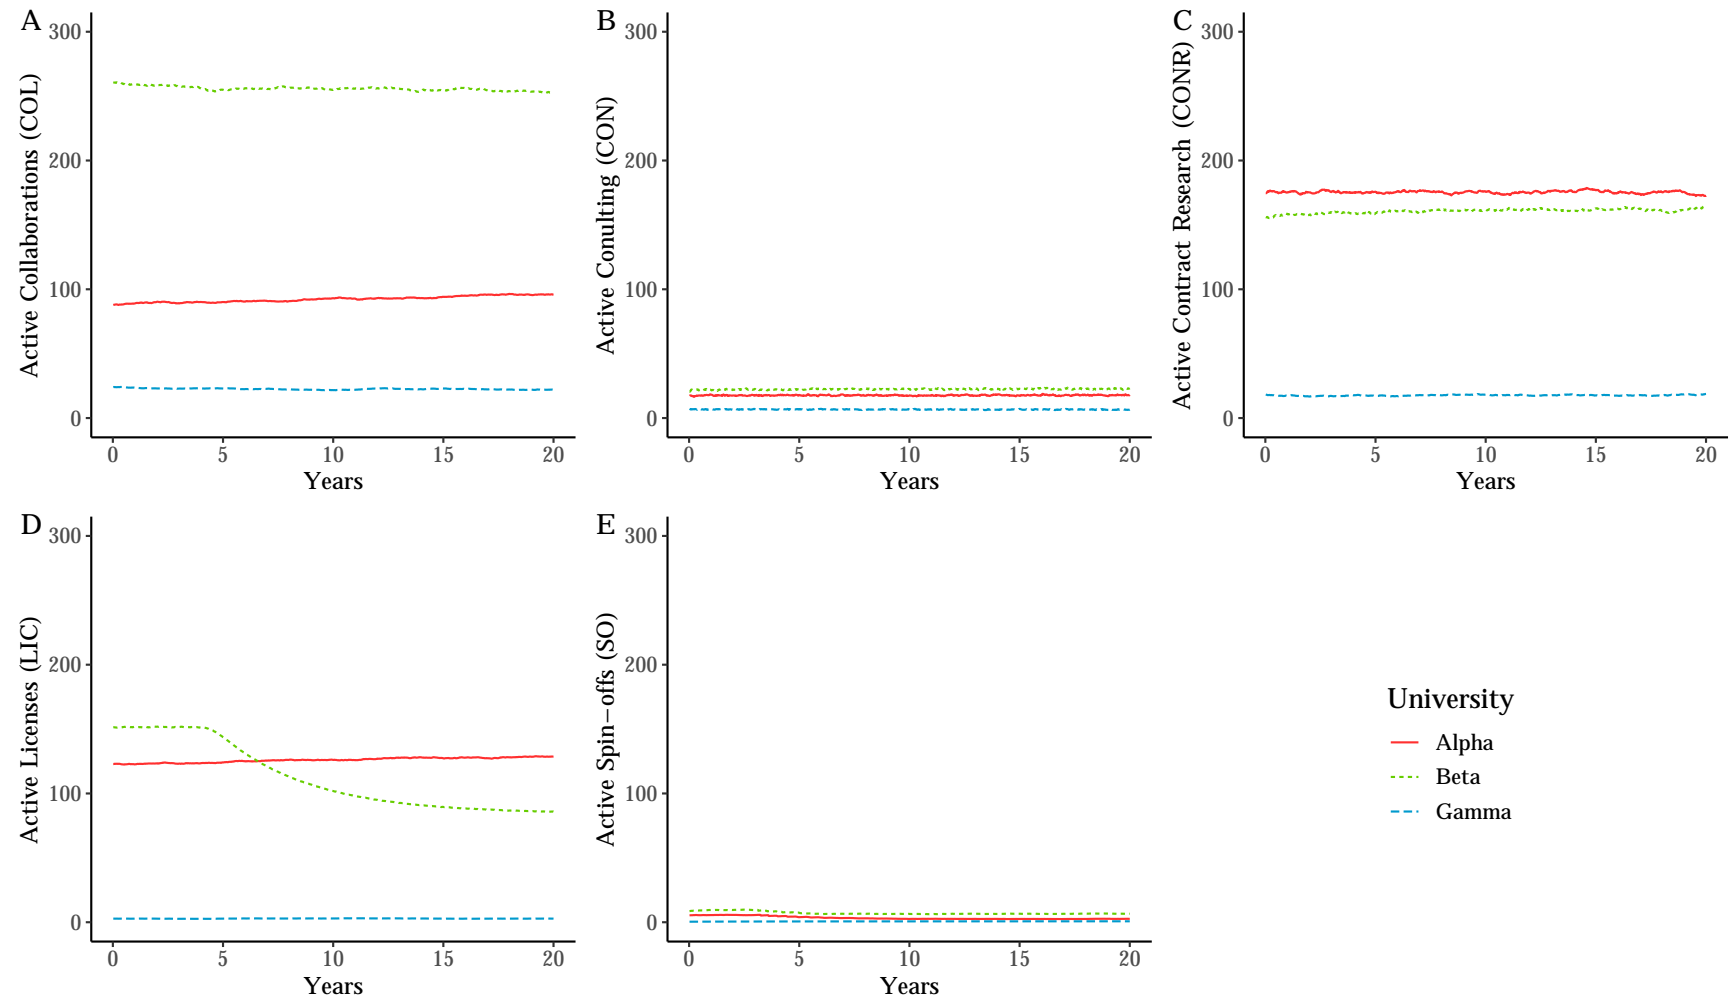 A
Active Collaborations (COL)
300
200
100
0
0 5 10 15 20
Years
B
Active Conulting (CON)
300
200
100
0
0 5 10 15 20
Years
C
Active Contract Research (CONR)
300
200
100
0
0 5 10 15 20
Years
D
Active Licenses (LIC)
300
200
100
0
0 5 10 15 20
Years
E
Active Spin−offs (SO)
300
200
100
0
0 5 10 15 20
Years
University
Alpha
Beta
Gamma